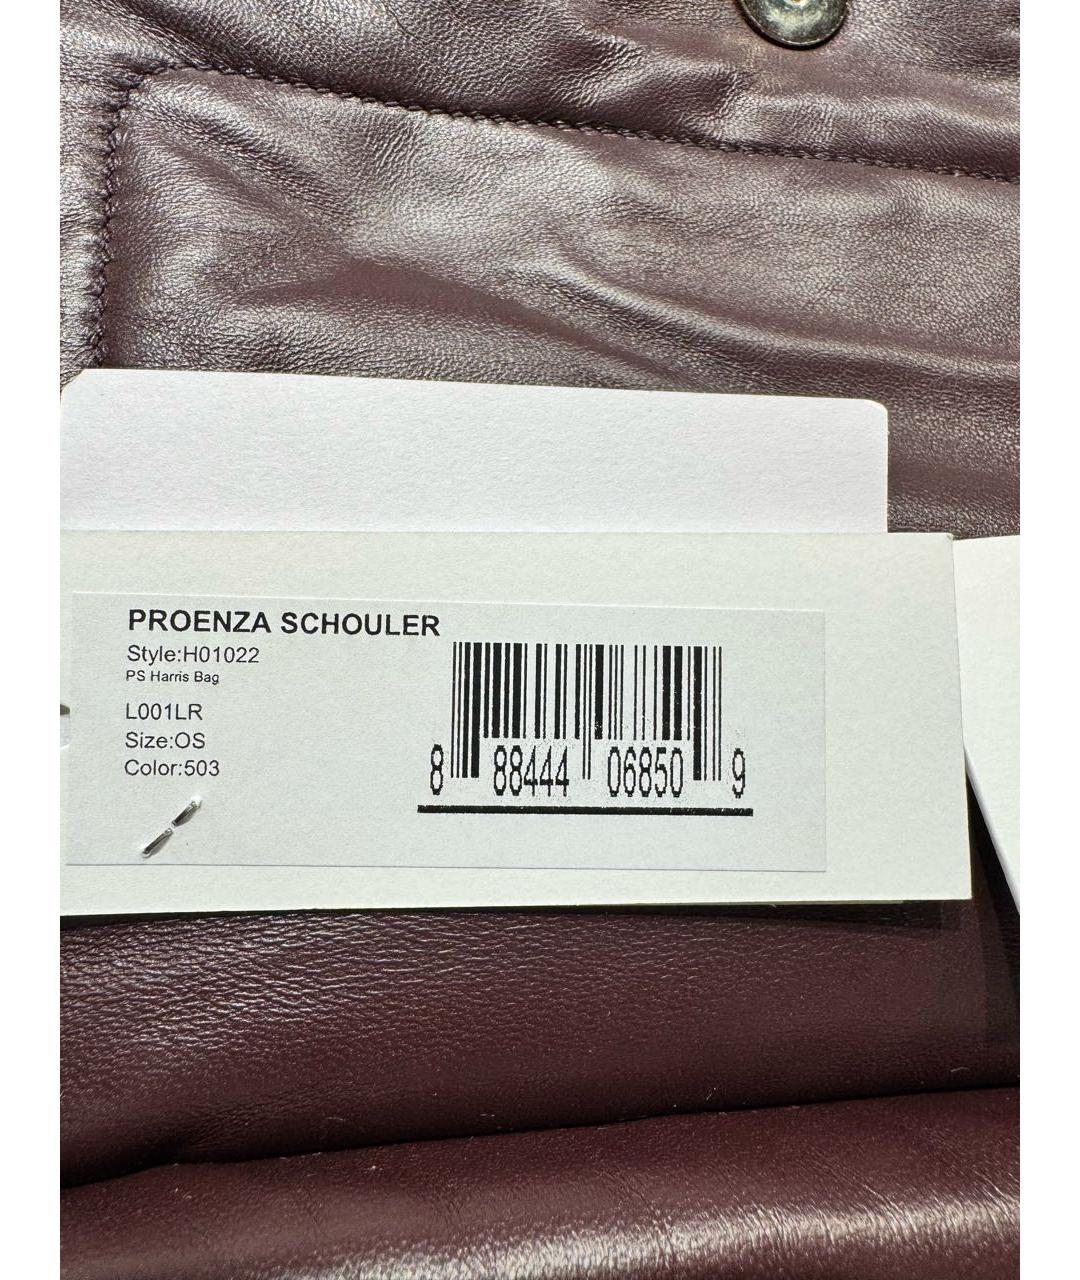 PROENZA SCHOULER
Style:H01022
PS Harris Bag
L001LR
Size:OS
Color:503
8 88444 06850 9